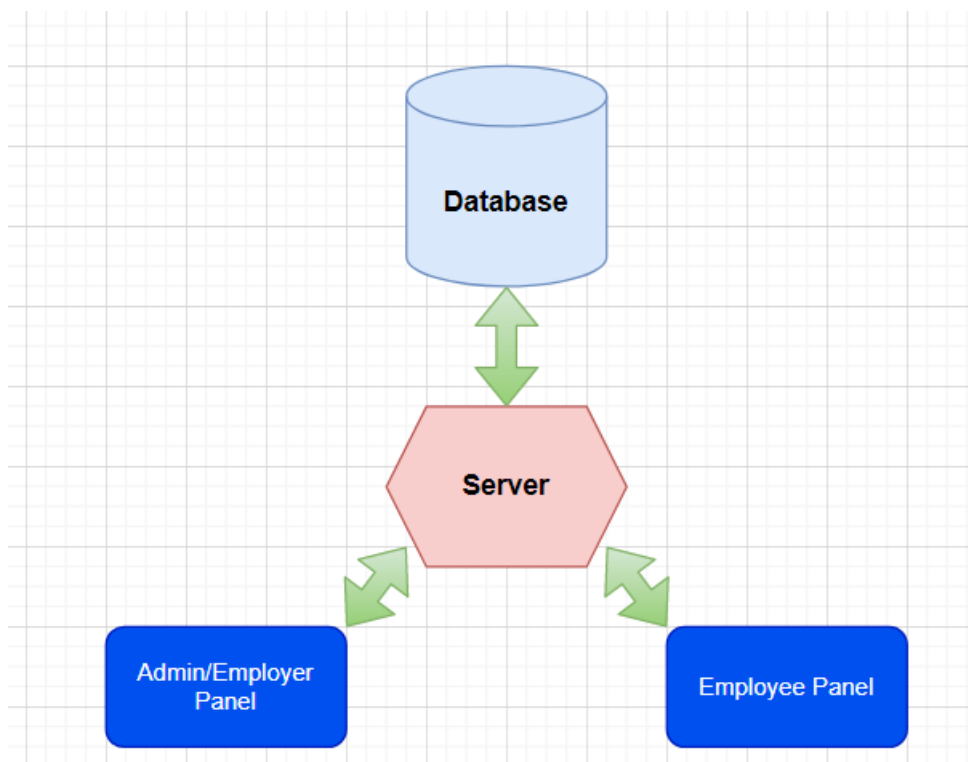 Database
Server
Admin/Employer
Panel
Employee Panel